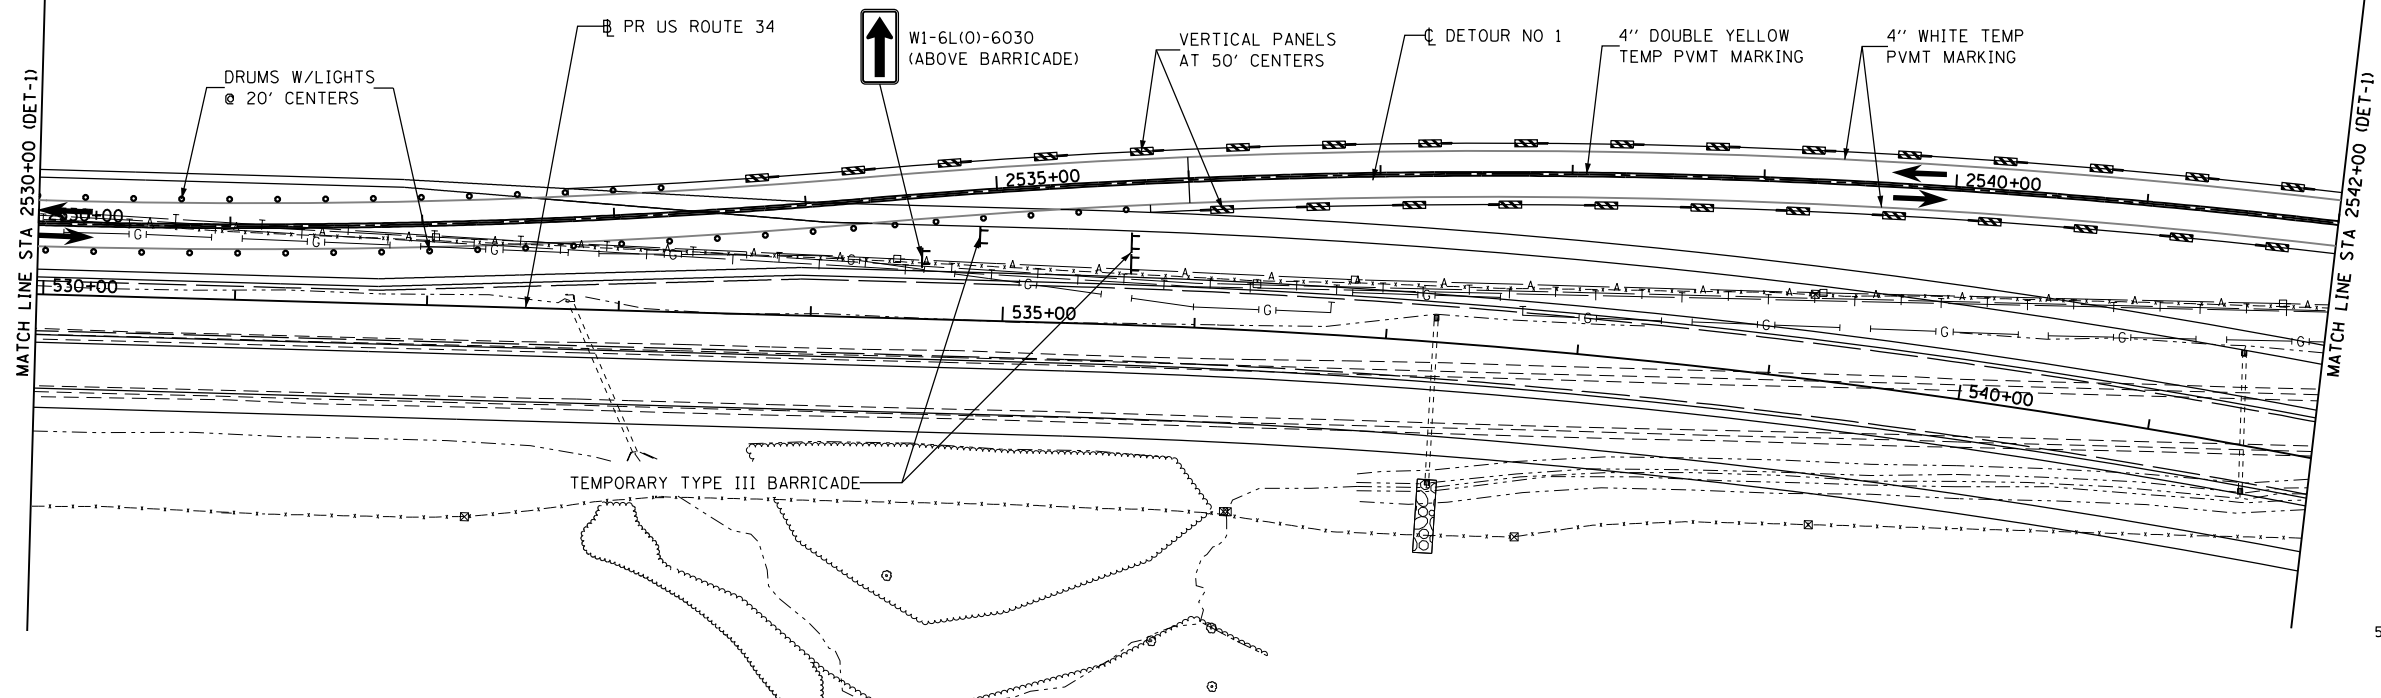 ℄ PR US ROUTE 34
W1-6L(O)-6030
(ABOVE BARRICADE)
VERTICAL PANELS
AT 50' CENTERS
℄ DETOUR NO 1
4'' DOUBLE YELLOW
TEMP PVMT MARKING
4'' WHITE TEMP
PVMT MARKING
DRUMS W/LIGHTS
@ 20' CENTERS
MATCH LINE STA 2530+00 (DET-1)
MATCH LINE STA 2542+00 (DET-1)
2530+00
2535+00
2540+00
530+00
535+00
540+00
TEMPORARY TYPE III BARRICADE
5